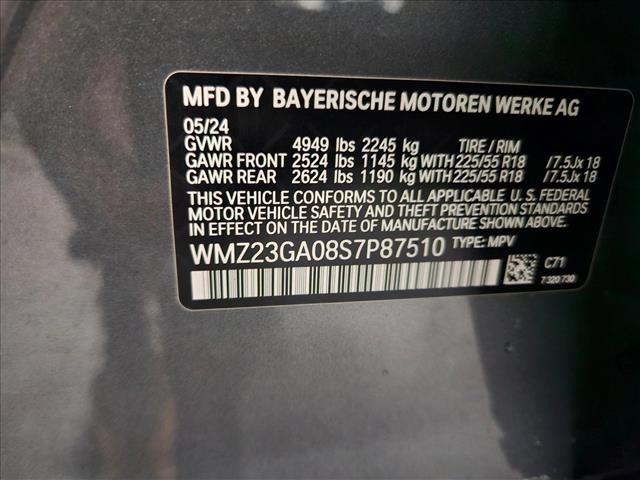 MFD BY BAYERISCHE MOTOREN WERKE AG
05/24
GVWR 4949 lbs 2245 kg TIRE / RIM
GAWR FRONT 2524 lbs 1145 kg WITH 225/55 R18 /7.5Jx 18
GAWR REAR 2624 lbs 1190 kg WITH 225/55 R18 /7.5Jx 18
THIS VEHICLE CONFORMS TO ALL APPLICABLE U. S. FEDERAL
MOTOR VEHICLE SAFETY AND THEFT PREVENTION STANDARDS
IN EFFECT ON THE DATE OF MANUFACTURE SHOWN ABOVE.
WMZ23GA08S7P87510 TYPE: MPV
C71
7 320 730